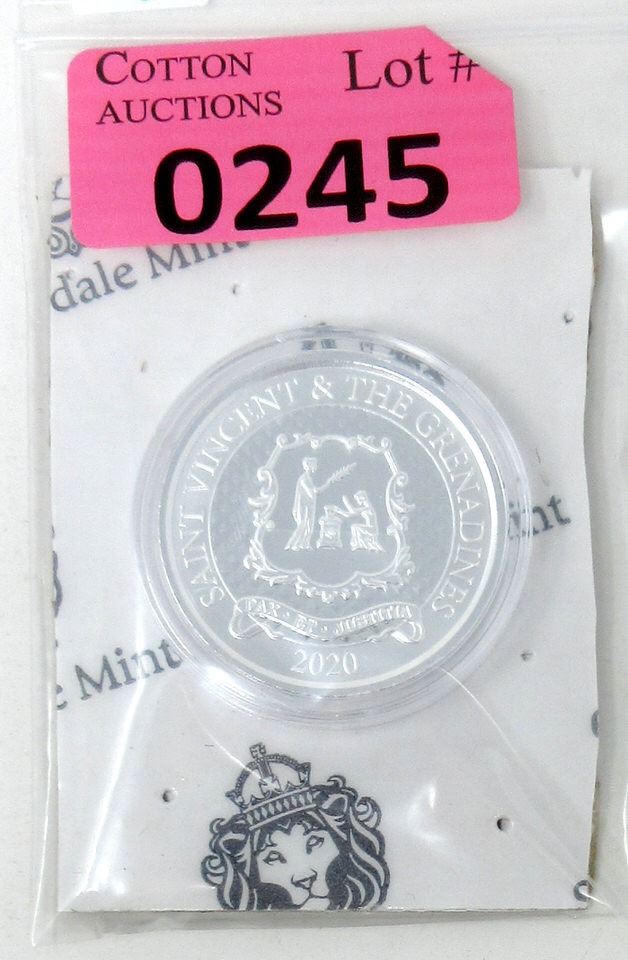 COTTON
AUCTIONS
Lot #
0245
dale Mint
SAINT VINCENT & THE GRENADINES
int
PAX · ET · JUSTITIA
2020
Mint